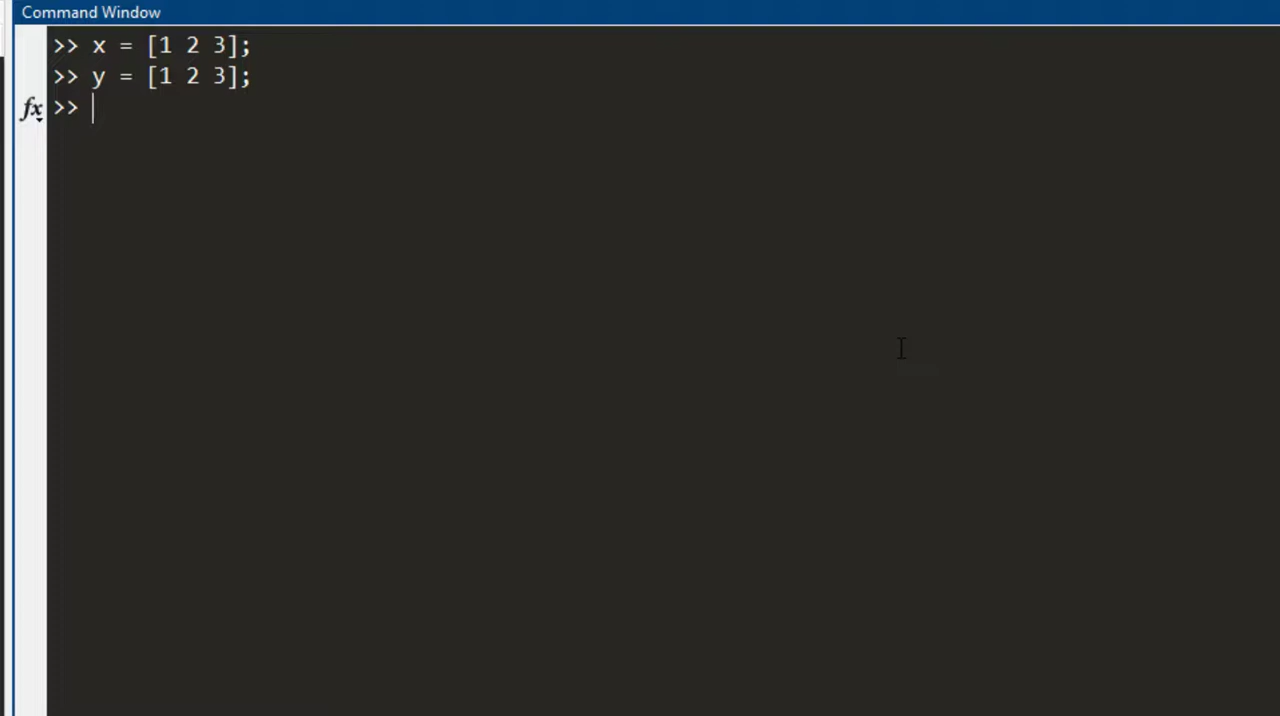 Command Window
>> x = [1 2 3];
>> y = [1 2 3];
fx >>